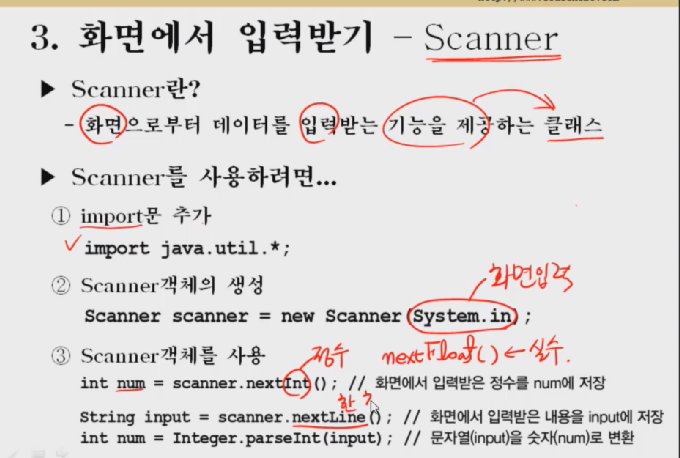 3. 화면에서 입력받기 - Scanner
▶ Scanner란?
- 화면으로부터 데이터를 입력받는 기능을 제공하는 클래스
▶ Scanner를 사용하려면...
① import문 추가
import java.util.*;
화면입력
② Scanner객체의 생성
Scanner scanner = new Scanner(System.in);
③ Scanner객체를 사용
정수 nextFloat() ← 실수.
int num = scanner.nextInt(); // 화면에서 입력받은 정수를 num에 저장
한
String input = scanner.nextLine(); // 화면에서 입력받은 내용을 input에 저장
int num = Integer.parseInt(input); // 문자열(input)을 숫자(num)로 변환